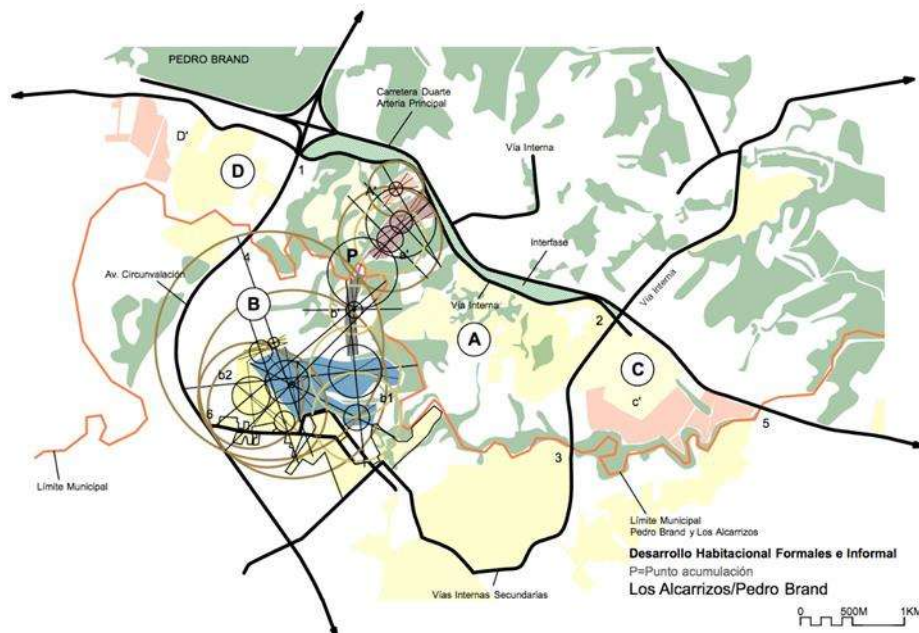 PEDRO BRAND
Carretera Duarte
Arteria Principal
D'
D
Vía Interna
1
A'
a'
P
Interfase
Av. Circunvalación
4
B
b'
Vía Interna
Vía Interna
2
A
C
c'
b2
b1
6
5
3
Límite Municipal
Límite Municipal
Pedro Brand y Los Alcarrizos
Desarrollo Habitacional Formales e Informal
P=Punto acumulación
Los Alcarrizos/Pedro Brand
Vías Internas Secundarias
0 500M 1KM